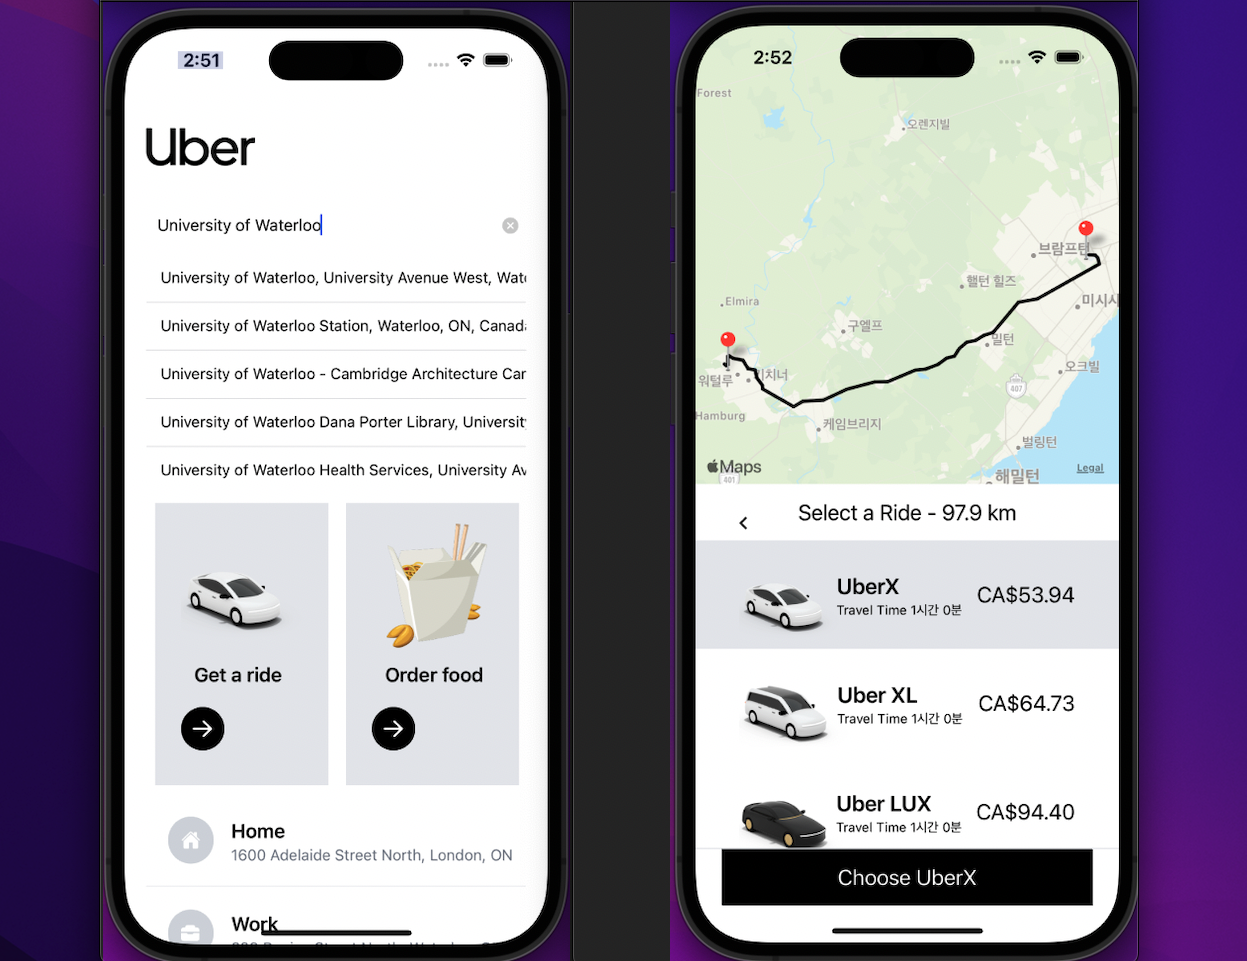 2:51
Uber
University of Waterloo
University of Waterloo, University Avenue West, Wate
University of Waterloo Station, Waterloo, ON, Canad
University of Waterloo - Cambridge Architecture Car
University of Waterloo Dana Porter Library, Universit
University of Waterloo Health Services, University Av
Get a ride
Order food
Home
1600 Adelaide Street North, London, ON
Work
2:52
Forest
오렌지빌
브람프턴
핼턴 힐즈
미시사
Elmira
구엘프
밀턴
오크빌
워털루
키치너
407
Hamburg
케임브리지
벌링턴
해밀턴
Maps
401
Legal
Select a Ride - 97.9 km
UberX
CA$53.94
Travel Time 1시간 0분
Uber XL
CA$64.73
Travel Time 1시간 0분
Uber LUX
CA$94.40
Travel Time 1시간 0분
Choose UberX